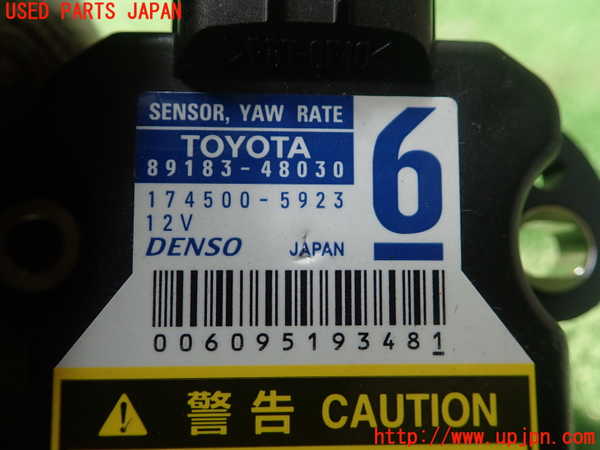 USED PARTS JAPAN
SENSOR, YAW RATE
TOYOTA
89183-48030
6
174500-5923
12V
DENSO JAPAN
006095193481
警告 CAUTION
http://www.upjpn.com